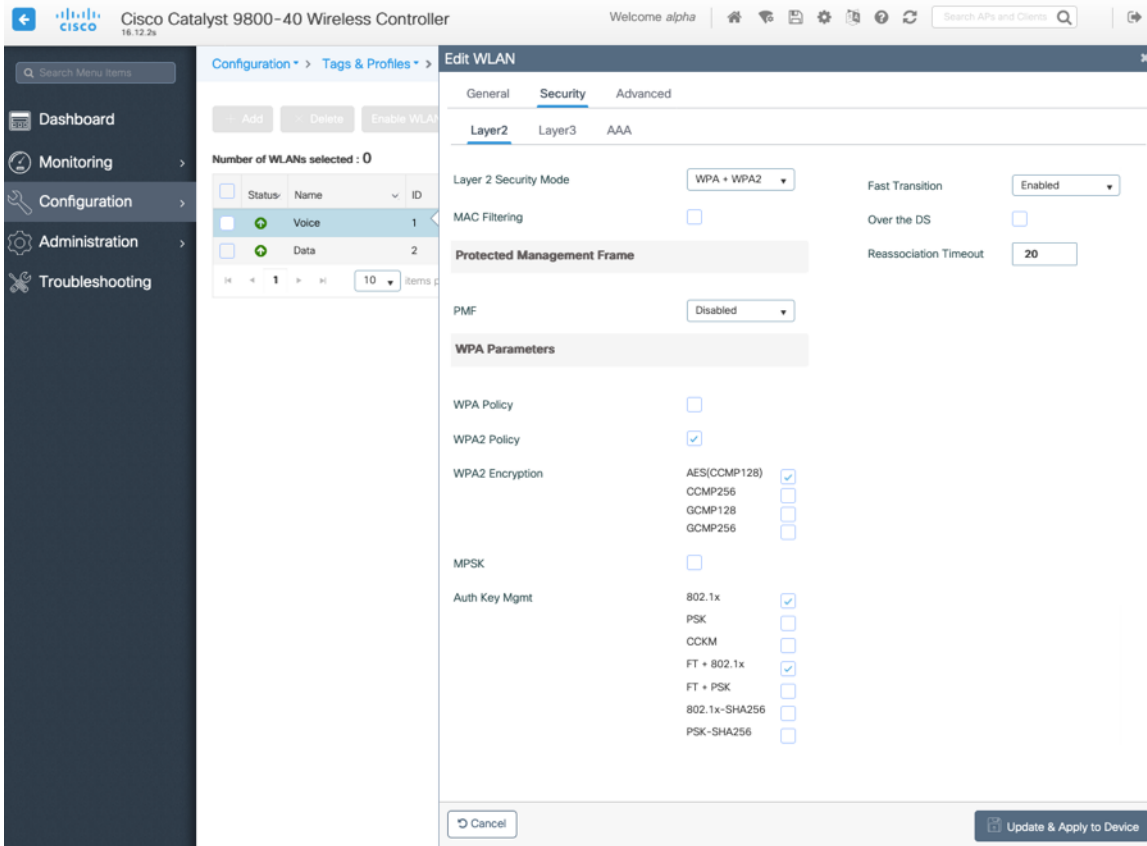 CISCO
Cisco Catalyst 9800-40 Wireless Controller
16.12.2s
Welcome alpha
Search APs and Clients
Search Menu Items
Dashboard
Monitoring
Configuration
Administration
Troubleshooting
Configuration > Tags & Profiles >
+ Add
× Delete
Enable WLAN
Number of WLANs selected : 0
Status Name ID
Voice 1
Data 2
1 10 items p
Edit WLAN
General Security Advanced
Layer2 Layer3 AAA
Layer 2 Security Mode WPA + WPA2
MAC Filtering
Protected Management Frame
PMF Disabled
WPA Parameters
WPA Policy
WPA2 Policy
WPA2 Encryption AES(CCMP128)
CCMP256
GCMP128
GCMP256
MPSK
Auth Key Mgmt 802.1x
PSK
CCKM
FT + 802.1x
FT + PSK
802.1x-SHA256
PSK-SHA256
Fast Transition Enabled
Over the DS
Reassociation Timeout 20
Cancel
Update & Apply to Device